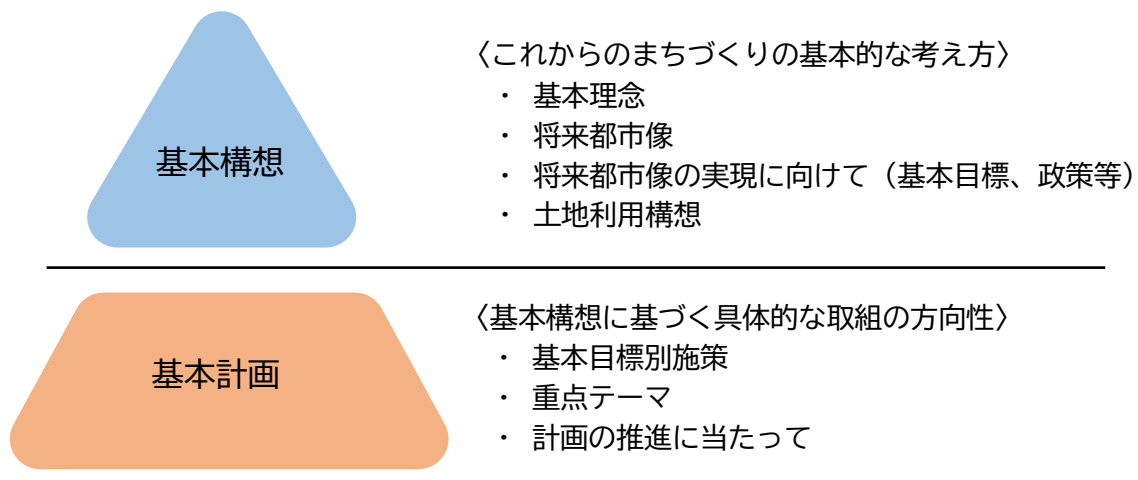 基本構想
〈これからのまちづくりの基本的な考え方〉
・ 基本理念
・ 将来都市像
・ 将来都市像の実現に向けて（基本目標、政策等）
・ 土地利用構想
基本計画
〈基本構想に基づく具体的な取組の方向性〉
・ 基本目標別施策
・ 重点テーマ
・ 計画の推進に当たって